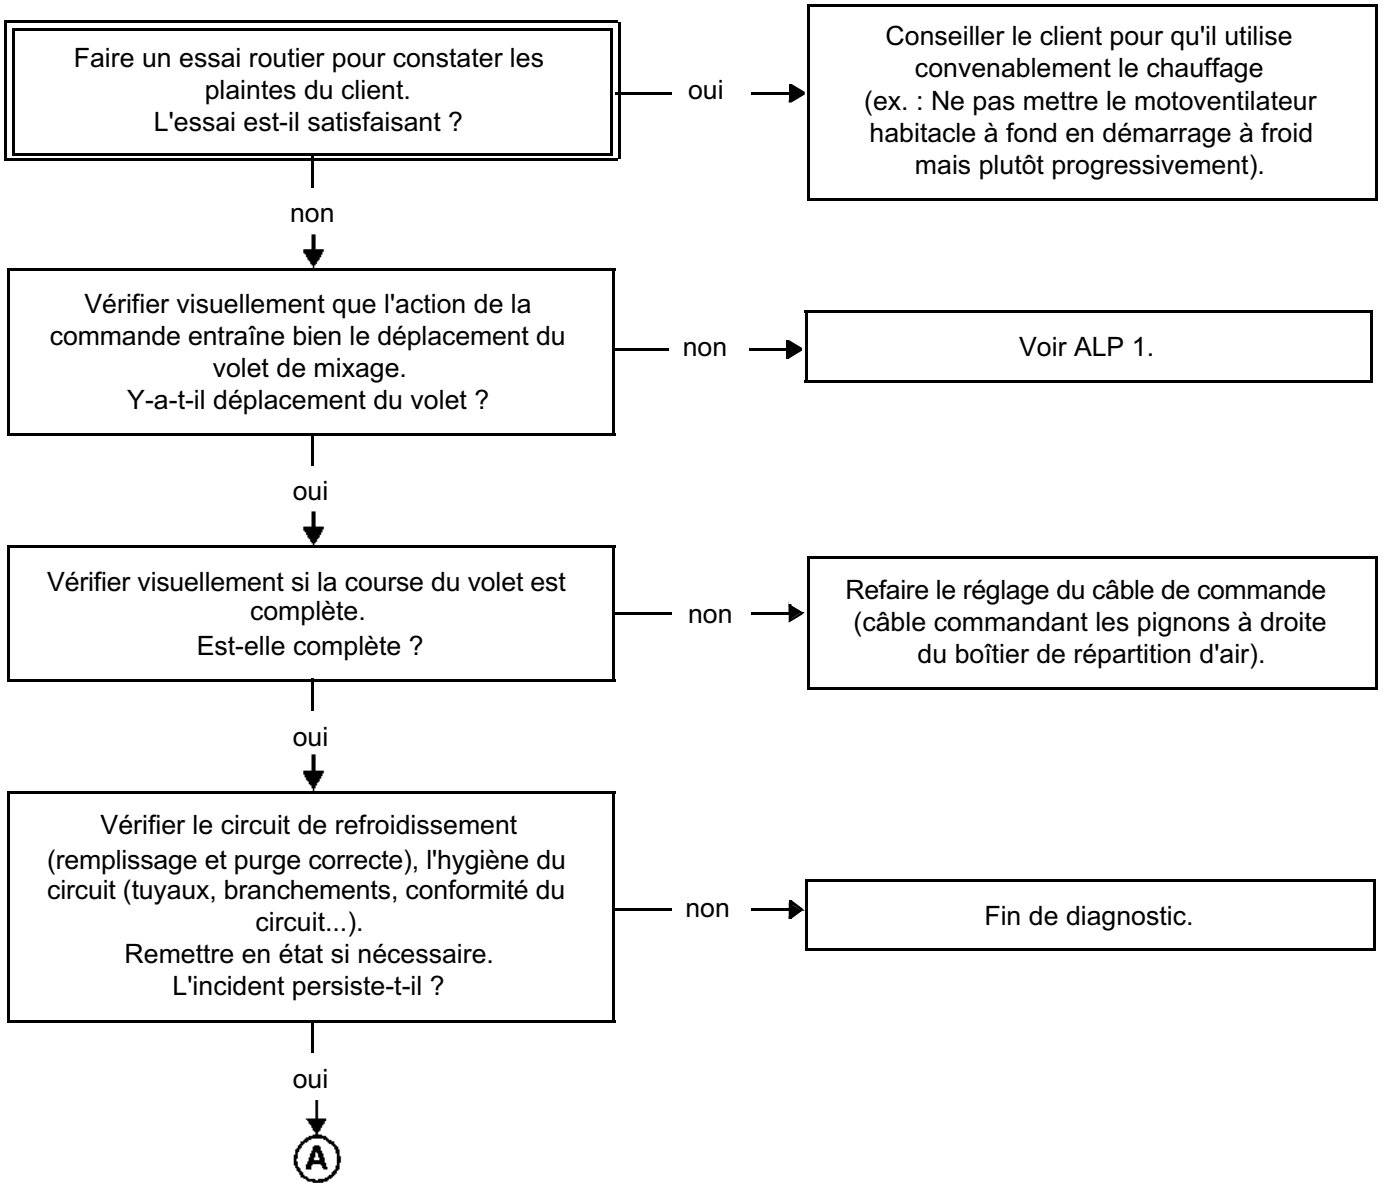 Faire un essai routier pour constater les
plaintes du client.
L'essai est-il satisfaisant ?
oui
Conseiller le client pour qu'il utilise
convenablement le chauffage
(ex. : Ne pas mettre le motoventilateur
habitacle à fond en démarrage à froid
mais plutôt progressivement).
non
Vérifier visuellement que l'action de la
commande entraîne bien le déplacement du
volet de mixage.
Y-a-t-il déplacement du volet ?
non
Voir ALP 1.
oui
Vérifier visuellement si la course du volet est
complète.
Est-elle complète ?
non
Refaire le réglage du câble de commande
(câble commandant les pignons à droite
du boîtier de répartition d'air).
oui
Vérifier le circuit de refroidissement
(remplissage et purge correcte), l'hygiène du
circuit (tuyaux, branchements, conformité du
circuit...).
Remettre en état si nécessaire.
L'incident persiste-t-il ?
non
Fin de diagnostic.
oui
A